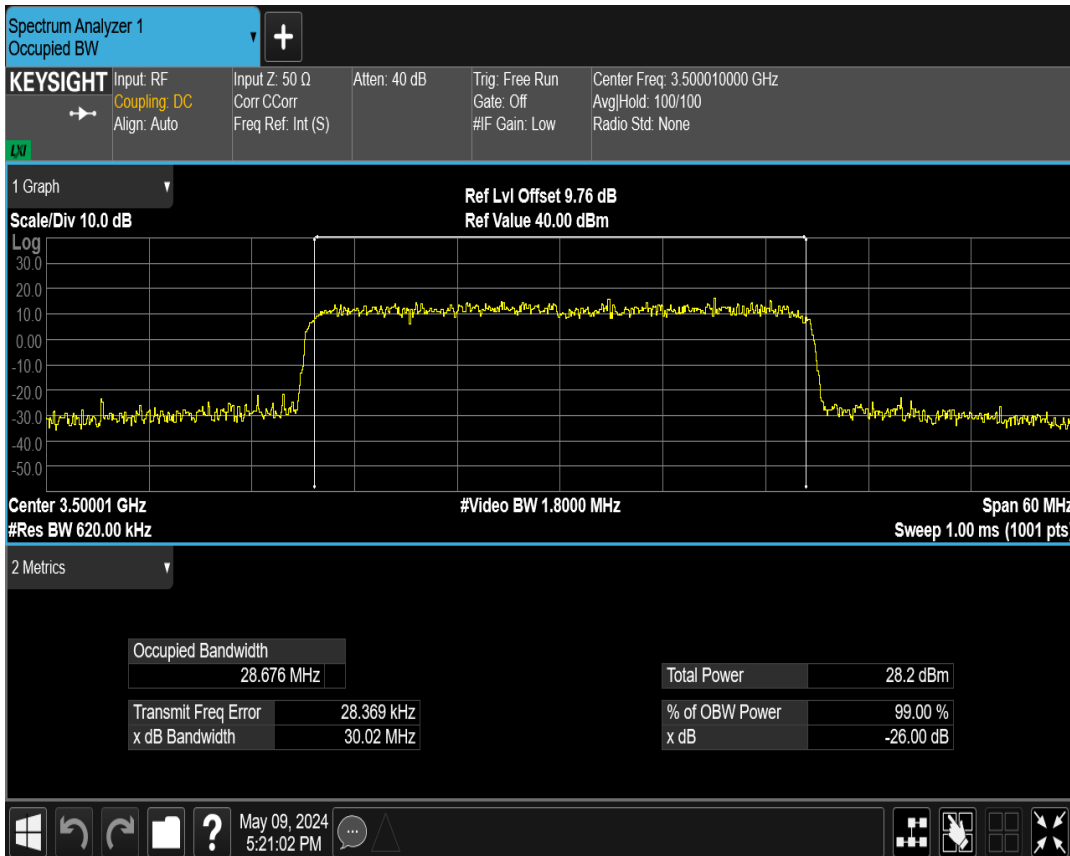 Spectrum Analyzer 1
Occupied BW
+
KEYSIGHT
LXI
Input: RF
Coupling: DC
Align: Auto
Input Z: 50 Ω
Corr CCorr
Freq Ref: Int (S)
Atten: 40 dB
Trig: Free Run
Gate: Off
#IF Gain: Low
Center Freq: 3.500010000 GHz
Avg|Hold: 100/100
Radio Std: None
1 Graph
Scale/Div 10.0 dB
Ref Lvl Offset 9.76 dB
Ref Value 40.00 dBm
Log
30.0
20.0
10.0
0.00
-10.0
-20.0
-30.0
-40.0
-50.0
Center 3.50001 GHz
#Video BW 1.8000 MHz
Span 60 MHz
#Res BW 620.00 kHz
Sweep 1.00 ms (1001 pts)
2 Metrics
Occupied Bandwidth
28.676 MHz
Transmit Freq Error 28.369 kHz
x dB Bandwidth 30.02 MHz
Total Power 28.2 dBm
% of OBW Power 99.00 %
x dB -26.00 dB
?
May 09, 2024
5:21:02 PM
...